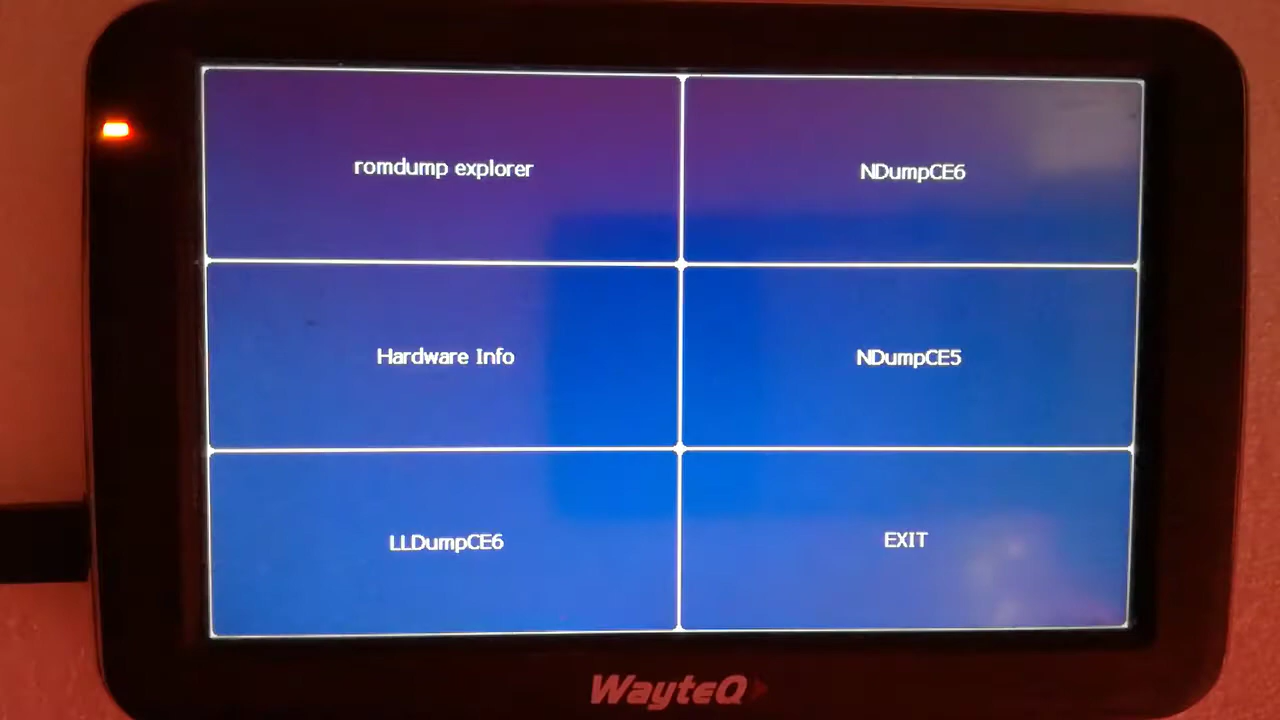 romdump explorer
NDumpCE6
Hardware Info
NDumpCE5
LLDumpCE6
EXIT
WayteQ